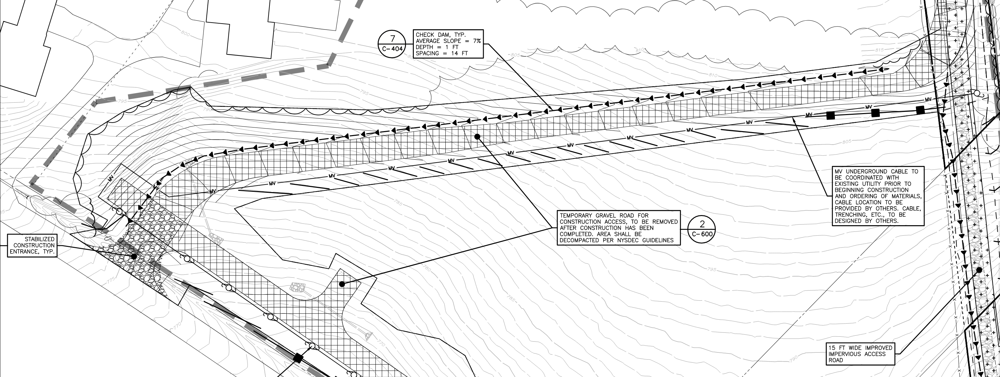 7
C-404
CHECK DAM, TYP.
AVERAGE SLOPE = 7%
DEPTH = 1 FT
SPACING = 14 FT
820
800
800
805
810
815
810
795
795
790
MV
MV
MV
MV
MV
MV
MV
MV
MV
MV
MV
MV
MV
MV
805
795
785
MV UNDERGROUND CABLE TO
BE COORDINATED WITH
EXISTING UTILITY PRIOR TO
BEGINNING CONSTRUCTION
AND ORDERING OF MATERIALS,
CABLE LOCATION TO BE
PROVIDED BY OTHERS. CABLE,
TRENCHING, ETC., TO BE
DESIGNED BY OTHERS.
TEMPORARY GRAVEL ROAD FOR
CONSTRUCTION ACCESS, TO BE REMOVED
AFTER CONSTRUCTION HAS BEEN
COMPLETED. AREA SHALL BE
DECOMPACTED PER NYSDEC GUIDELINES
2
C-600
STABILIZED
CONSTRUCTION
ENTRANCE, TYP.
780
775
780
795
785
770
770
790
15 FT WIDE IMPROVED
IMPERVIOUS ACCESS
ROAD